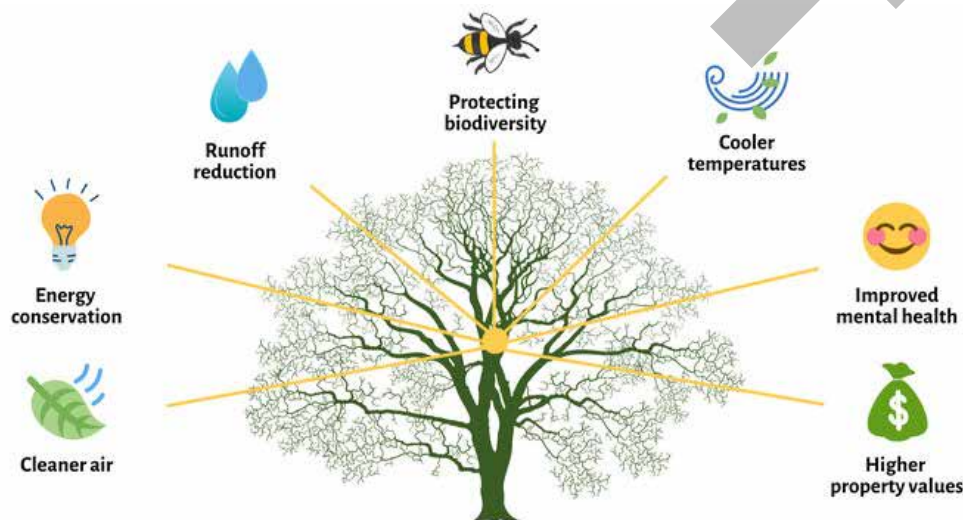 Protecting
biodiversity
Runoff
reduction
Cooler
temperatures
Energy
conservation
Improved
mental health
Cleaner air
Higher
property values
$